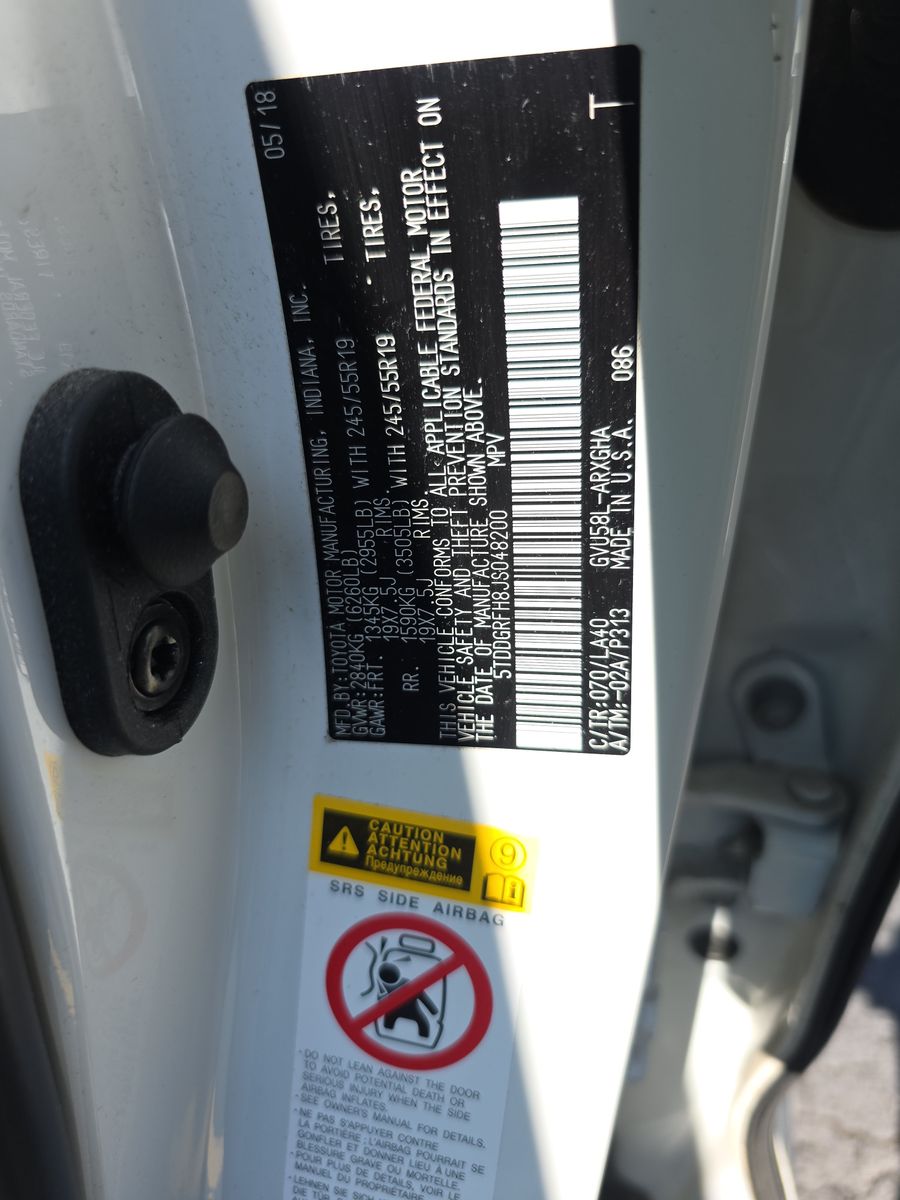 MFD.BY:TOYOTA MOTOR MANUFACTURING, INDIANA, INC. 05/18
GVWR:2840KG (6260LB)
GAWR:FRT. 1345KG (2955LB) WITH 245/55R19 TIRES,
19X7.5J RIMS.
RR. 1590KG (3505LB) WITH 245/55R19 TIRES,
19X7.5J RIMS.
THIS VEHICLE CONFORMS TO ALL APPLICABLE FEDERAL MOTOR
VEHICLE SAFETY AND THEFT PREVENTION STANDARDS IN EFFECT ON
THE DATE OF MANUFACTURE SHOWN ABOVE.
5TDDGRFH8JS048200 MPV
C/TR:070/LA40 GVU58L-ARXGHA
A/TM:-02A/P313 MADE IN U.S.A. 086 T
CAUTION
ATTENTION
ACHTUNG
Предупреждение
9
i
SRS SIDE AIRBAG
・DO NOT LEAN AGAINST THE DOOR
TO AVOID POTENTIAL DEATH OR
SERIOUS INJURY WHEN THE SIDE
AIRBAG INFLATES.
・SEE OWNER'S MANUAL FOR DETAILS.
・NE PAS S'APPUYER CONTRE
LA PORTIÈRE ; L'AIRBAG POURRAIT SE
GONFLER ET DONNER LIEU À UNE
BLESSURE GRAVE OU MORTELLE.
・POUR PLUS DE DÉTAILS, VOIR LE
MANUEL DU PROPRIÉTAIRE
・LEHNEN SIE SICH
DIE TÜR